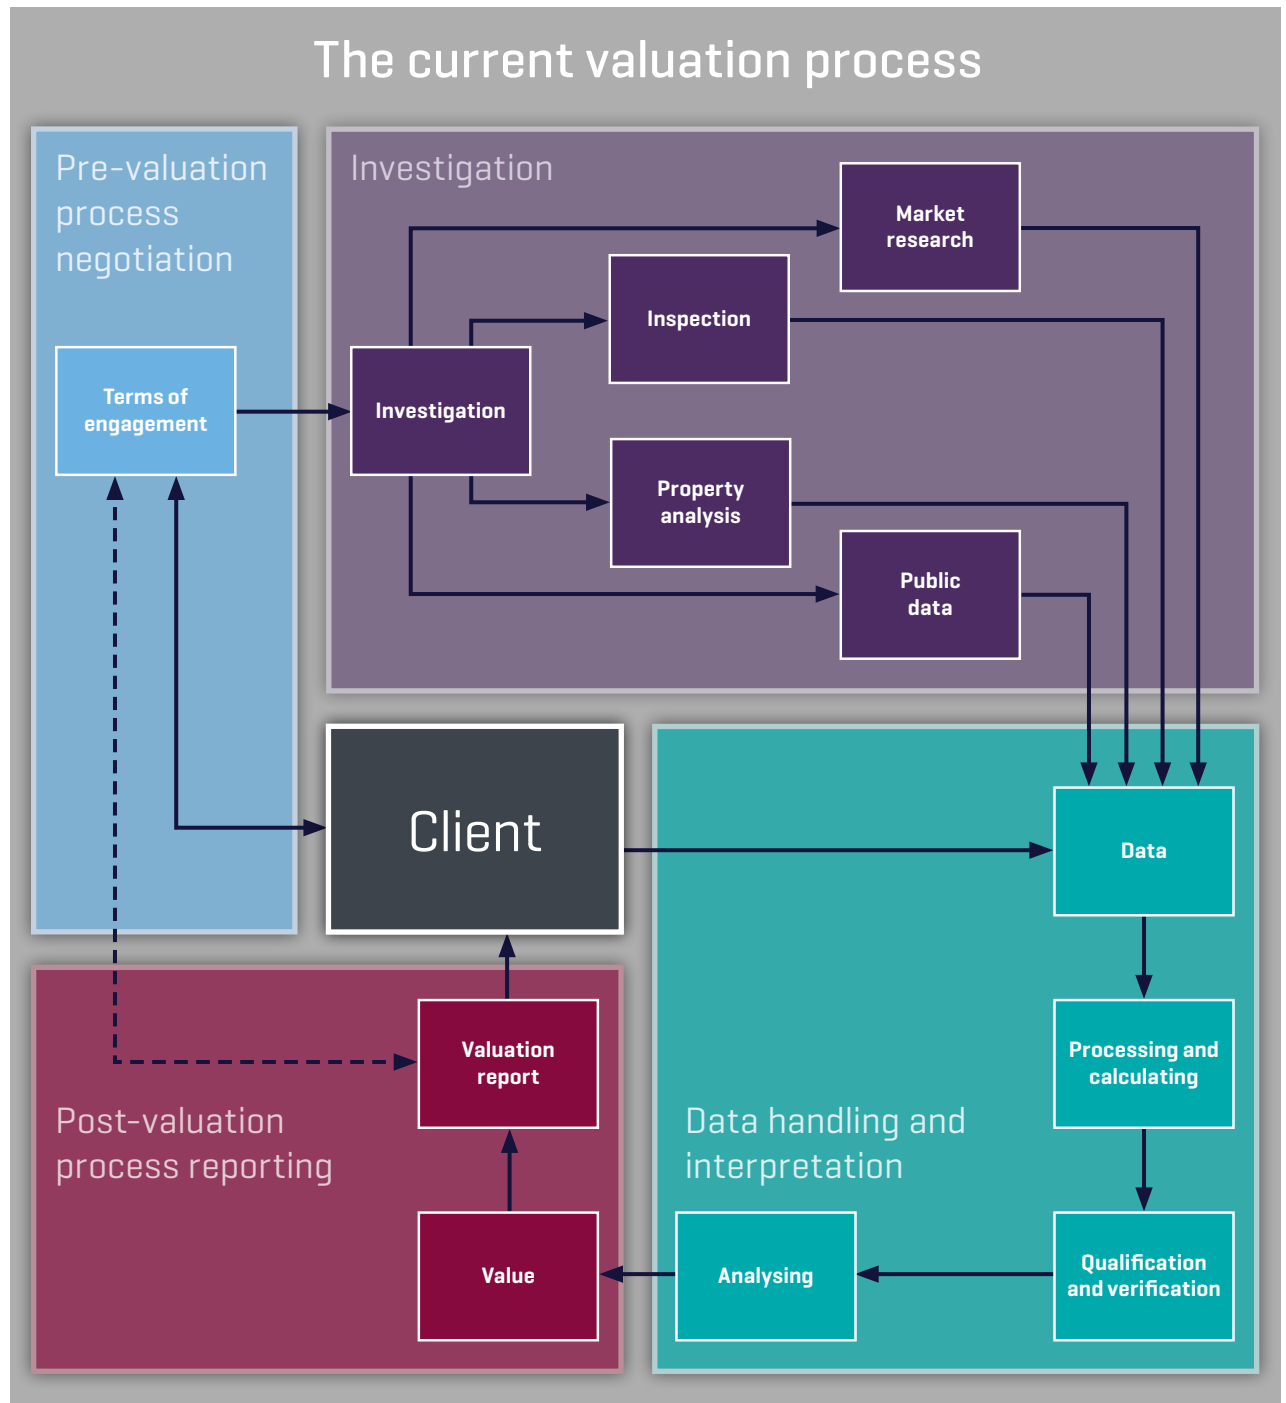 The current valuation process
Pre-valuation
process
negotiation
Terms of
engagement
Investigation
Market
research
Inspection
Investigation
Property
analysis
Public
data
Client
Data
Valuation
report
Processing and
calculating
Post-valuation
process reporting
Data handling and
interpretation
Value
Analysing
Qualification
and verification